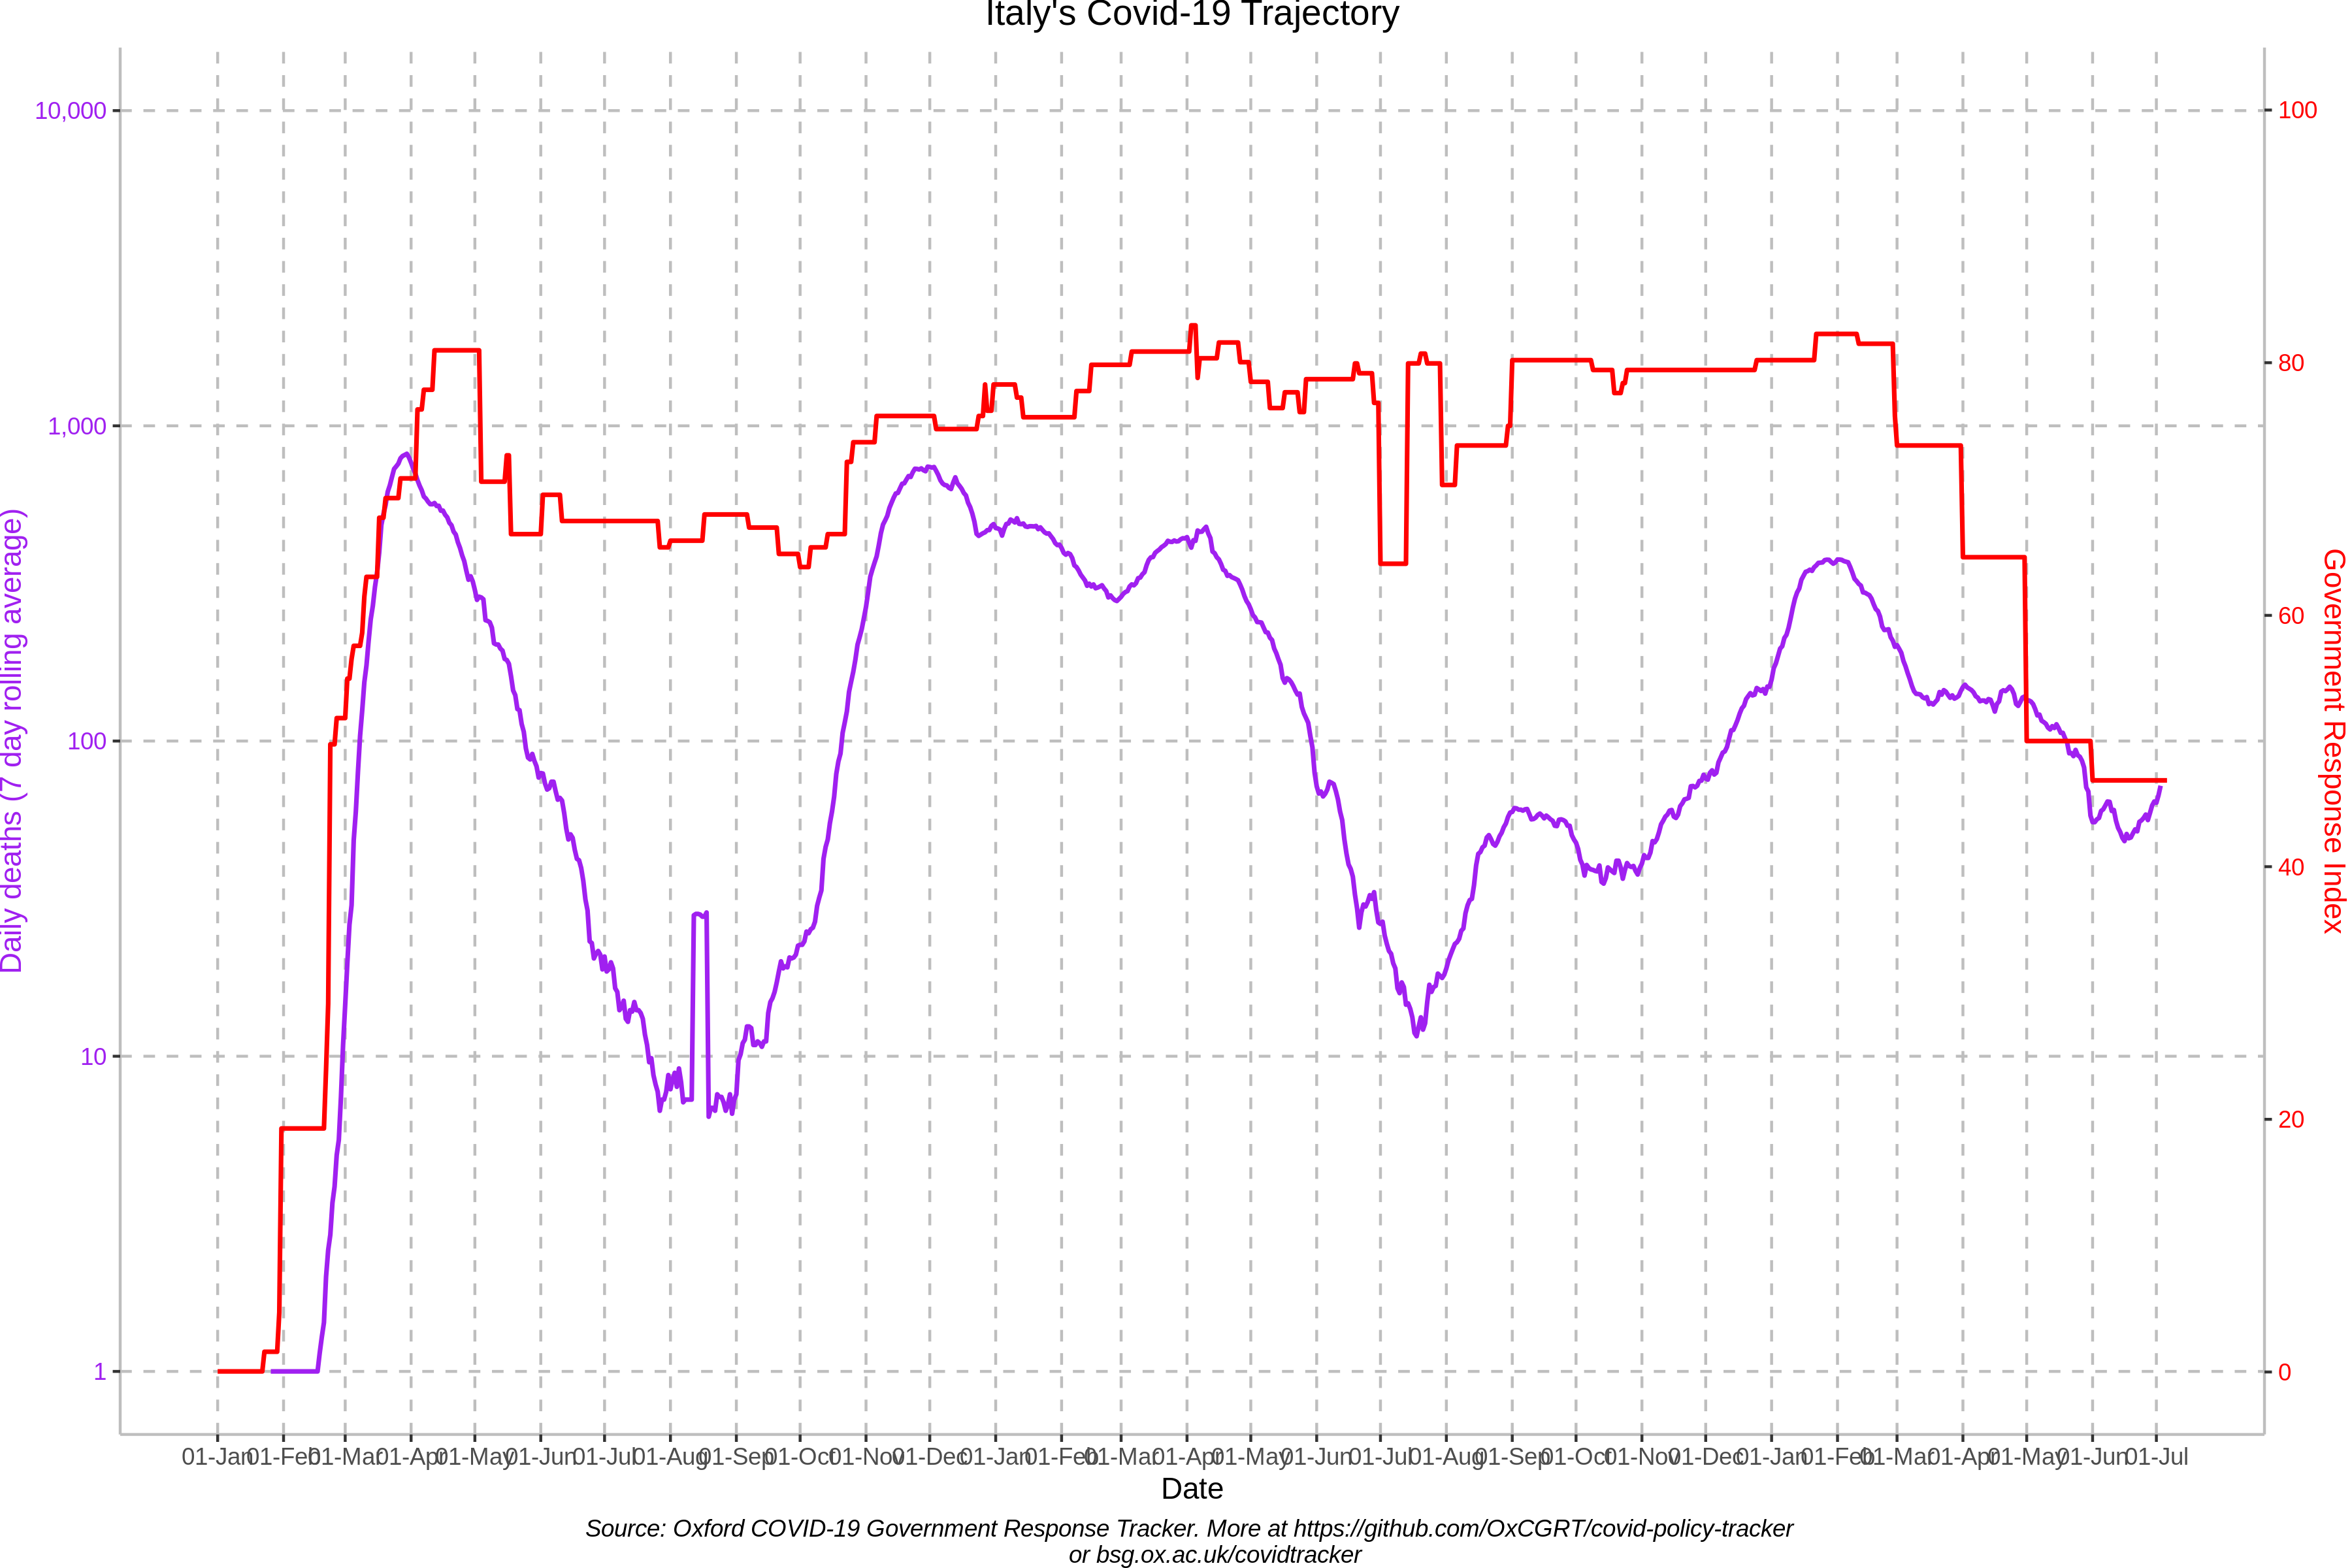 Italy's Covid-19 Trajectory
10,000
1,000
100
10
1
Daily deaths (7 day rolling average)
100
80
60
40
20
0
Government Response Index
01-Jan 01-Feb 01-Mar 01-Apr 01-May 01-Jun 01-Jul 01-Aug 01-Sep 01-Oct 01-Nov 01-Dec 01-Jan 01-Feb 01-Mar 01-Apr 01-May 01-Jun 01-Jul 01-Aug 01-Sep 01-Oct 01-Nov 01-Dec 01-Jan 01-Feb 01-Mar 01-Apr 01-May 01-Jun 01-Jul
Date
Source: Oxford COVID-19 Government Response Tracker. More at https://github.com/OxCGRT/covid-policy-tracker
or bsg.ox.ac.uk/covidtracker